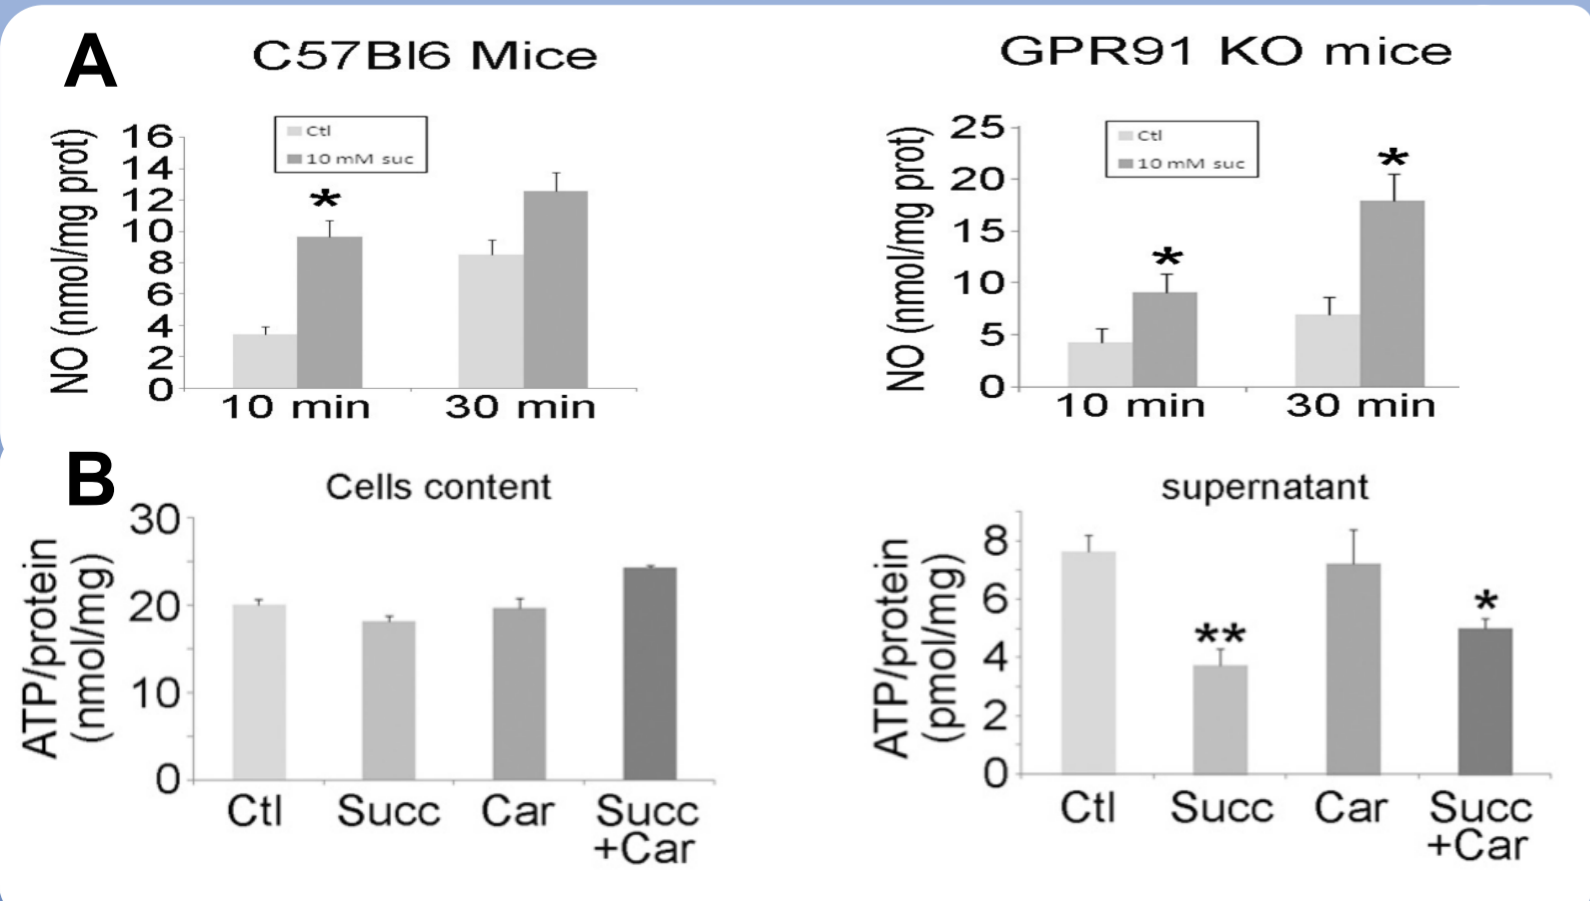 A
C57Bl6 Mice
NO (nmol/mg prot)
16
14
12
10
8
6
4
2
0
Ctl
10 mM suc
*
10 min
30 min
GPR91 KO mice
NO (nmol/mg prot)
25
20
15
10
5
0
Ctl
10 mM suc
*
*
10 min
30 min
B
Cells content
ATP/protein
(nmol/mg)
30
20
10
0
Ctl
Succ
Car
Succ
+Car
supernatant
ATP/protein
(pmol/mg)
8
6
4
2
0
**
*
Ctl
Succ
Car
Succ
+Car